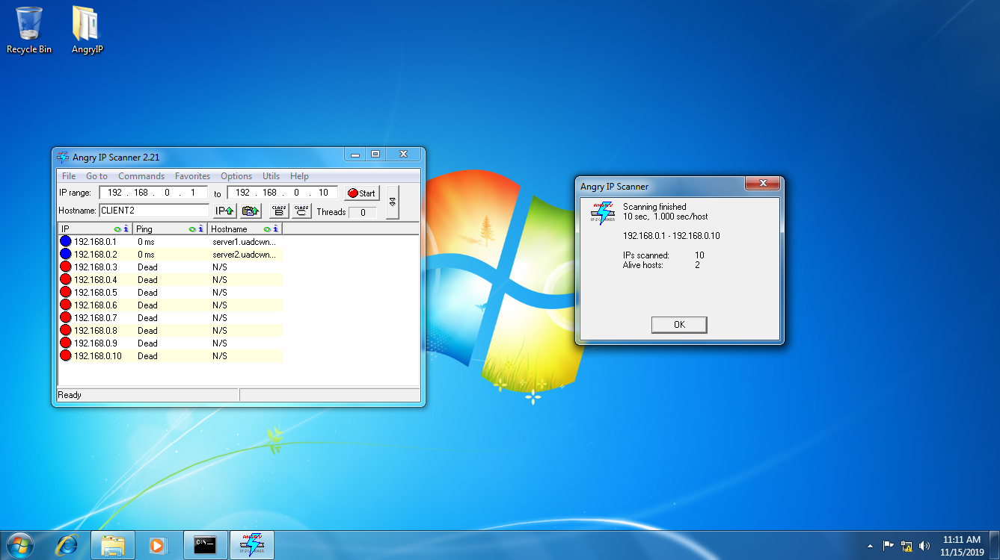 Recycle Bin
AngryIP
Angry IP Scanner 2.21
File Go to Commands Favorites Options Utils Help
IP range: 192 . 168 . 0 . 1 to 192 . 168 . 0 . 10 Start
Hostname: CLIENT2 IP CLASS B CLASS C Threads 0
IP Ping Hostname
192.168.0.1 0 ms server1.uadcwn...
192.168.0.2 0 ms server2.uadcwn...
192.168.0.3 Dead N/S
192.168.0.4 Dead N/S
192.168.0.5 Dead N/S
192.168.0.6 Dead N/S
192.168.0.7 Dead N/S
192.168.0.8 Dead N/S
192.168.0.9 Dead N/S
192.168.0.10 Dead N/S
Ready
Angry IP Scanner
ANGRY
IP SCANNER
Scanning finished
10 sec, 1.000 sec/host
192.168.0.1 - 192.168.0.10
IPs scanned: 10
Alive hosts: 2
OK
C:\
ANGRY
IP SCANNER
11:11 AM
11/15/2019